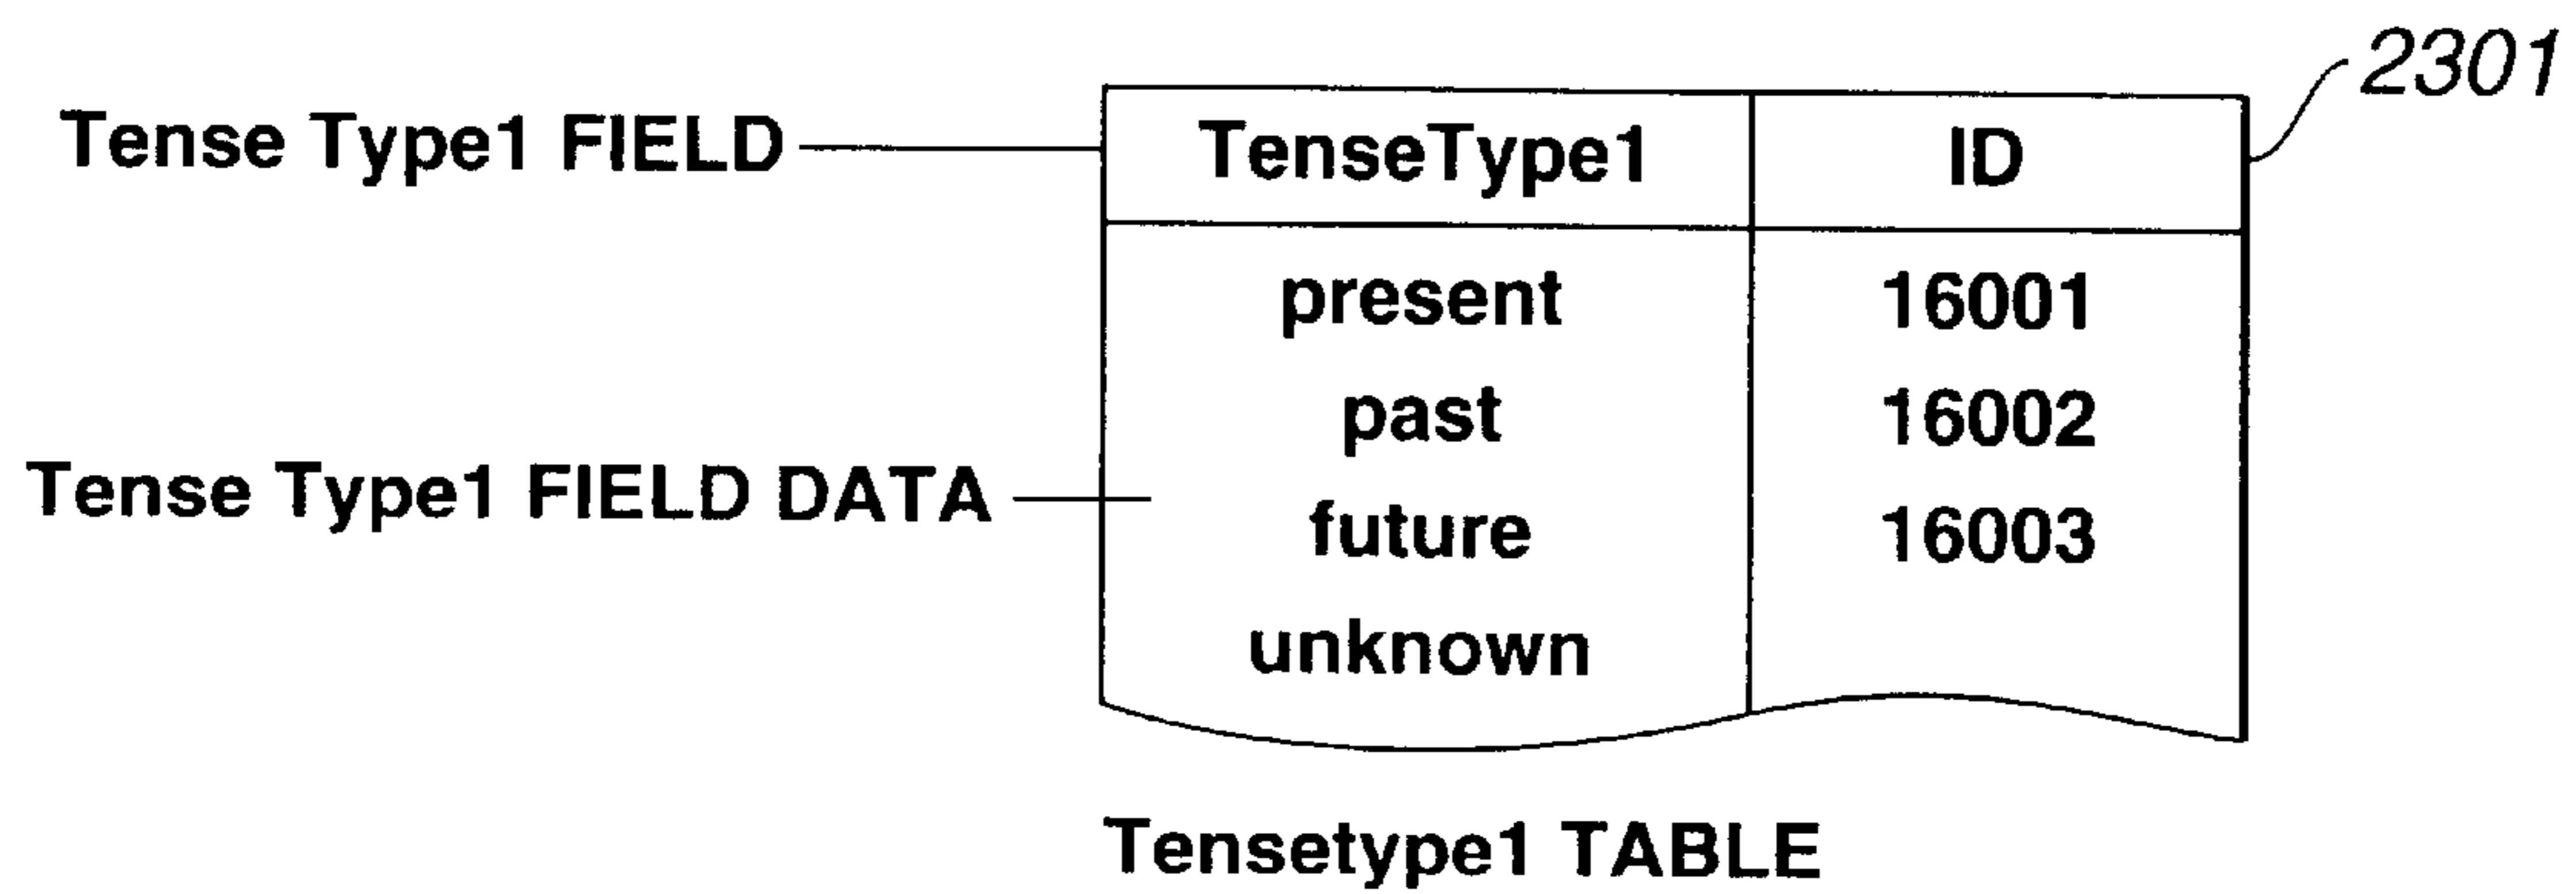 2301
Tense Type1 FIELD
TenseType1 ID
present 16001
past 16002
Tense Type1 FIELD DATA
future 16003
unknown
Tensetype1 TABLE